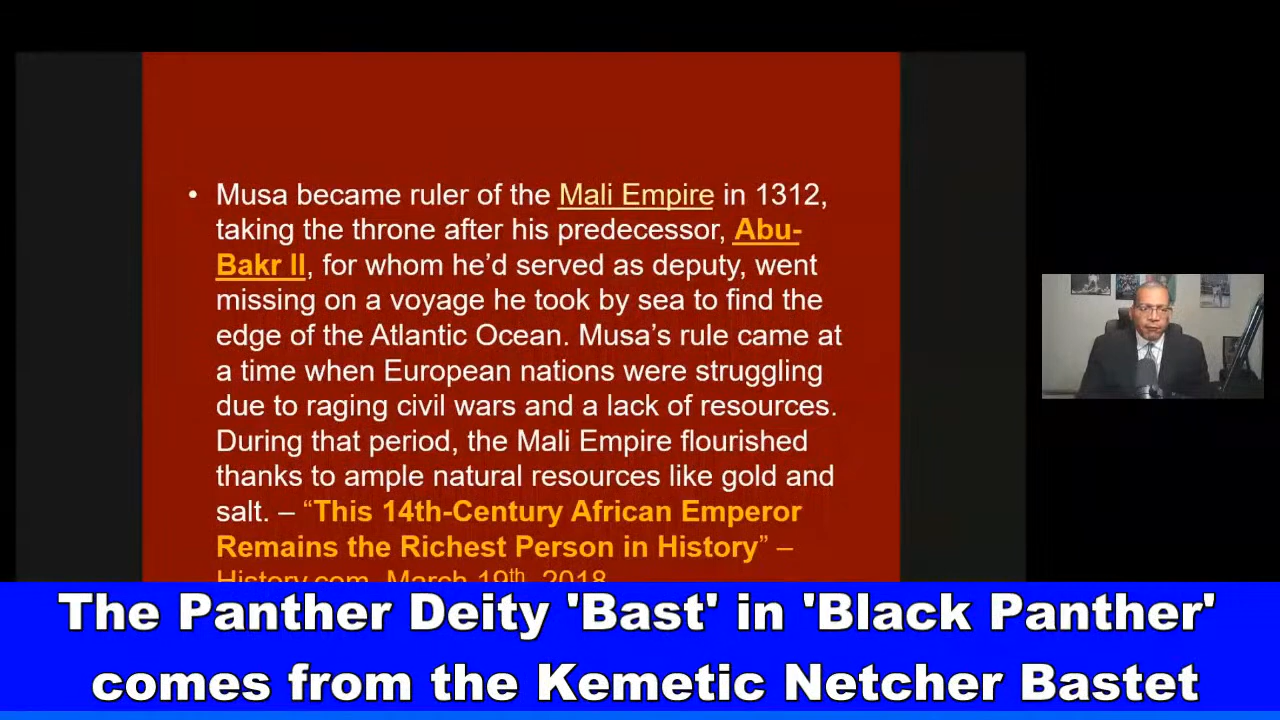 • Musa became ruler of the Mali Empire in 1312,
taking the throne after his predecessor, Abu-
Bakr II, for whom he’d served as deputy, went
missing on a voyage he took by sea to find the
edge of the Atlantic Ocean. Musa’s rule came at
a time when European nations were struggling
due to raging civil wars and a lack of resources.
During that period, the Mali Empire flourished
thanks to ample natural resources like gold and
salt. – “This 14th-Century African Emperor
Remains the Richest Person in History” –
History.com, March 19th, 2018
The Panther Deity 'Bast' in 'Black Panther'
comes from the Kemetic Netcher Bastet